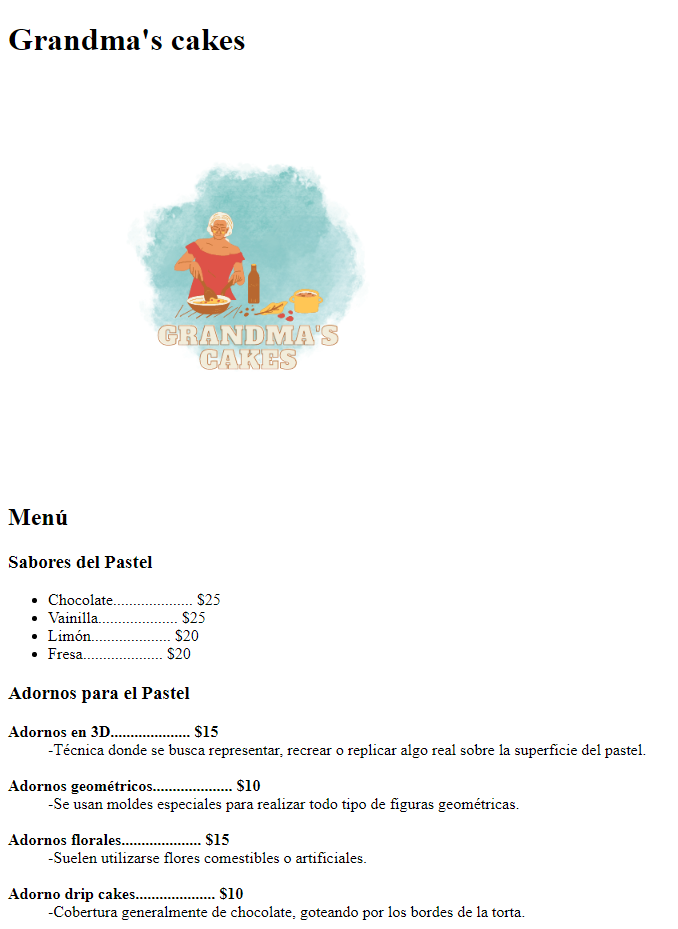 Grandma's cakes
GRANDMA'S
CAKES
Menú
Sabores del Pastel
Chocolate.................... $25
Vainilla.................... $25
Limón.................... $20
Fresa.................... $20
Adornos para el Pastel
Adornos en 3D.................... $15
-Técnica donde se busca representar, recrear o replicar algo real sobre la superficie del pastel.
Adornos geométricos.................... $10
-Se usan moldes especiales para realizar todo tipo de figuras geométricas.
Adornos florales.................... $15
-Suelen utilizarse flores comestibles o artificiales.
Adorno drip cakes.................... $10
-Cobertura generalmente de chocolate, goteando por los bordes de la torta.